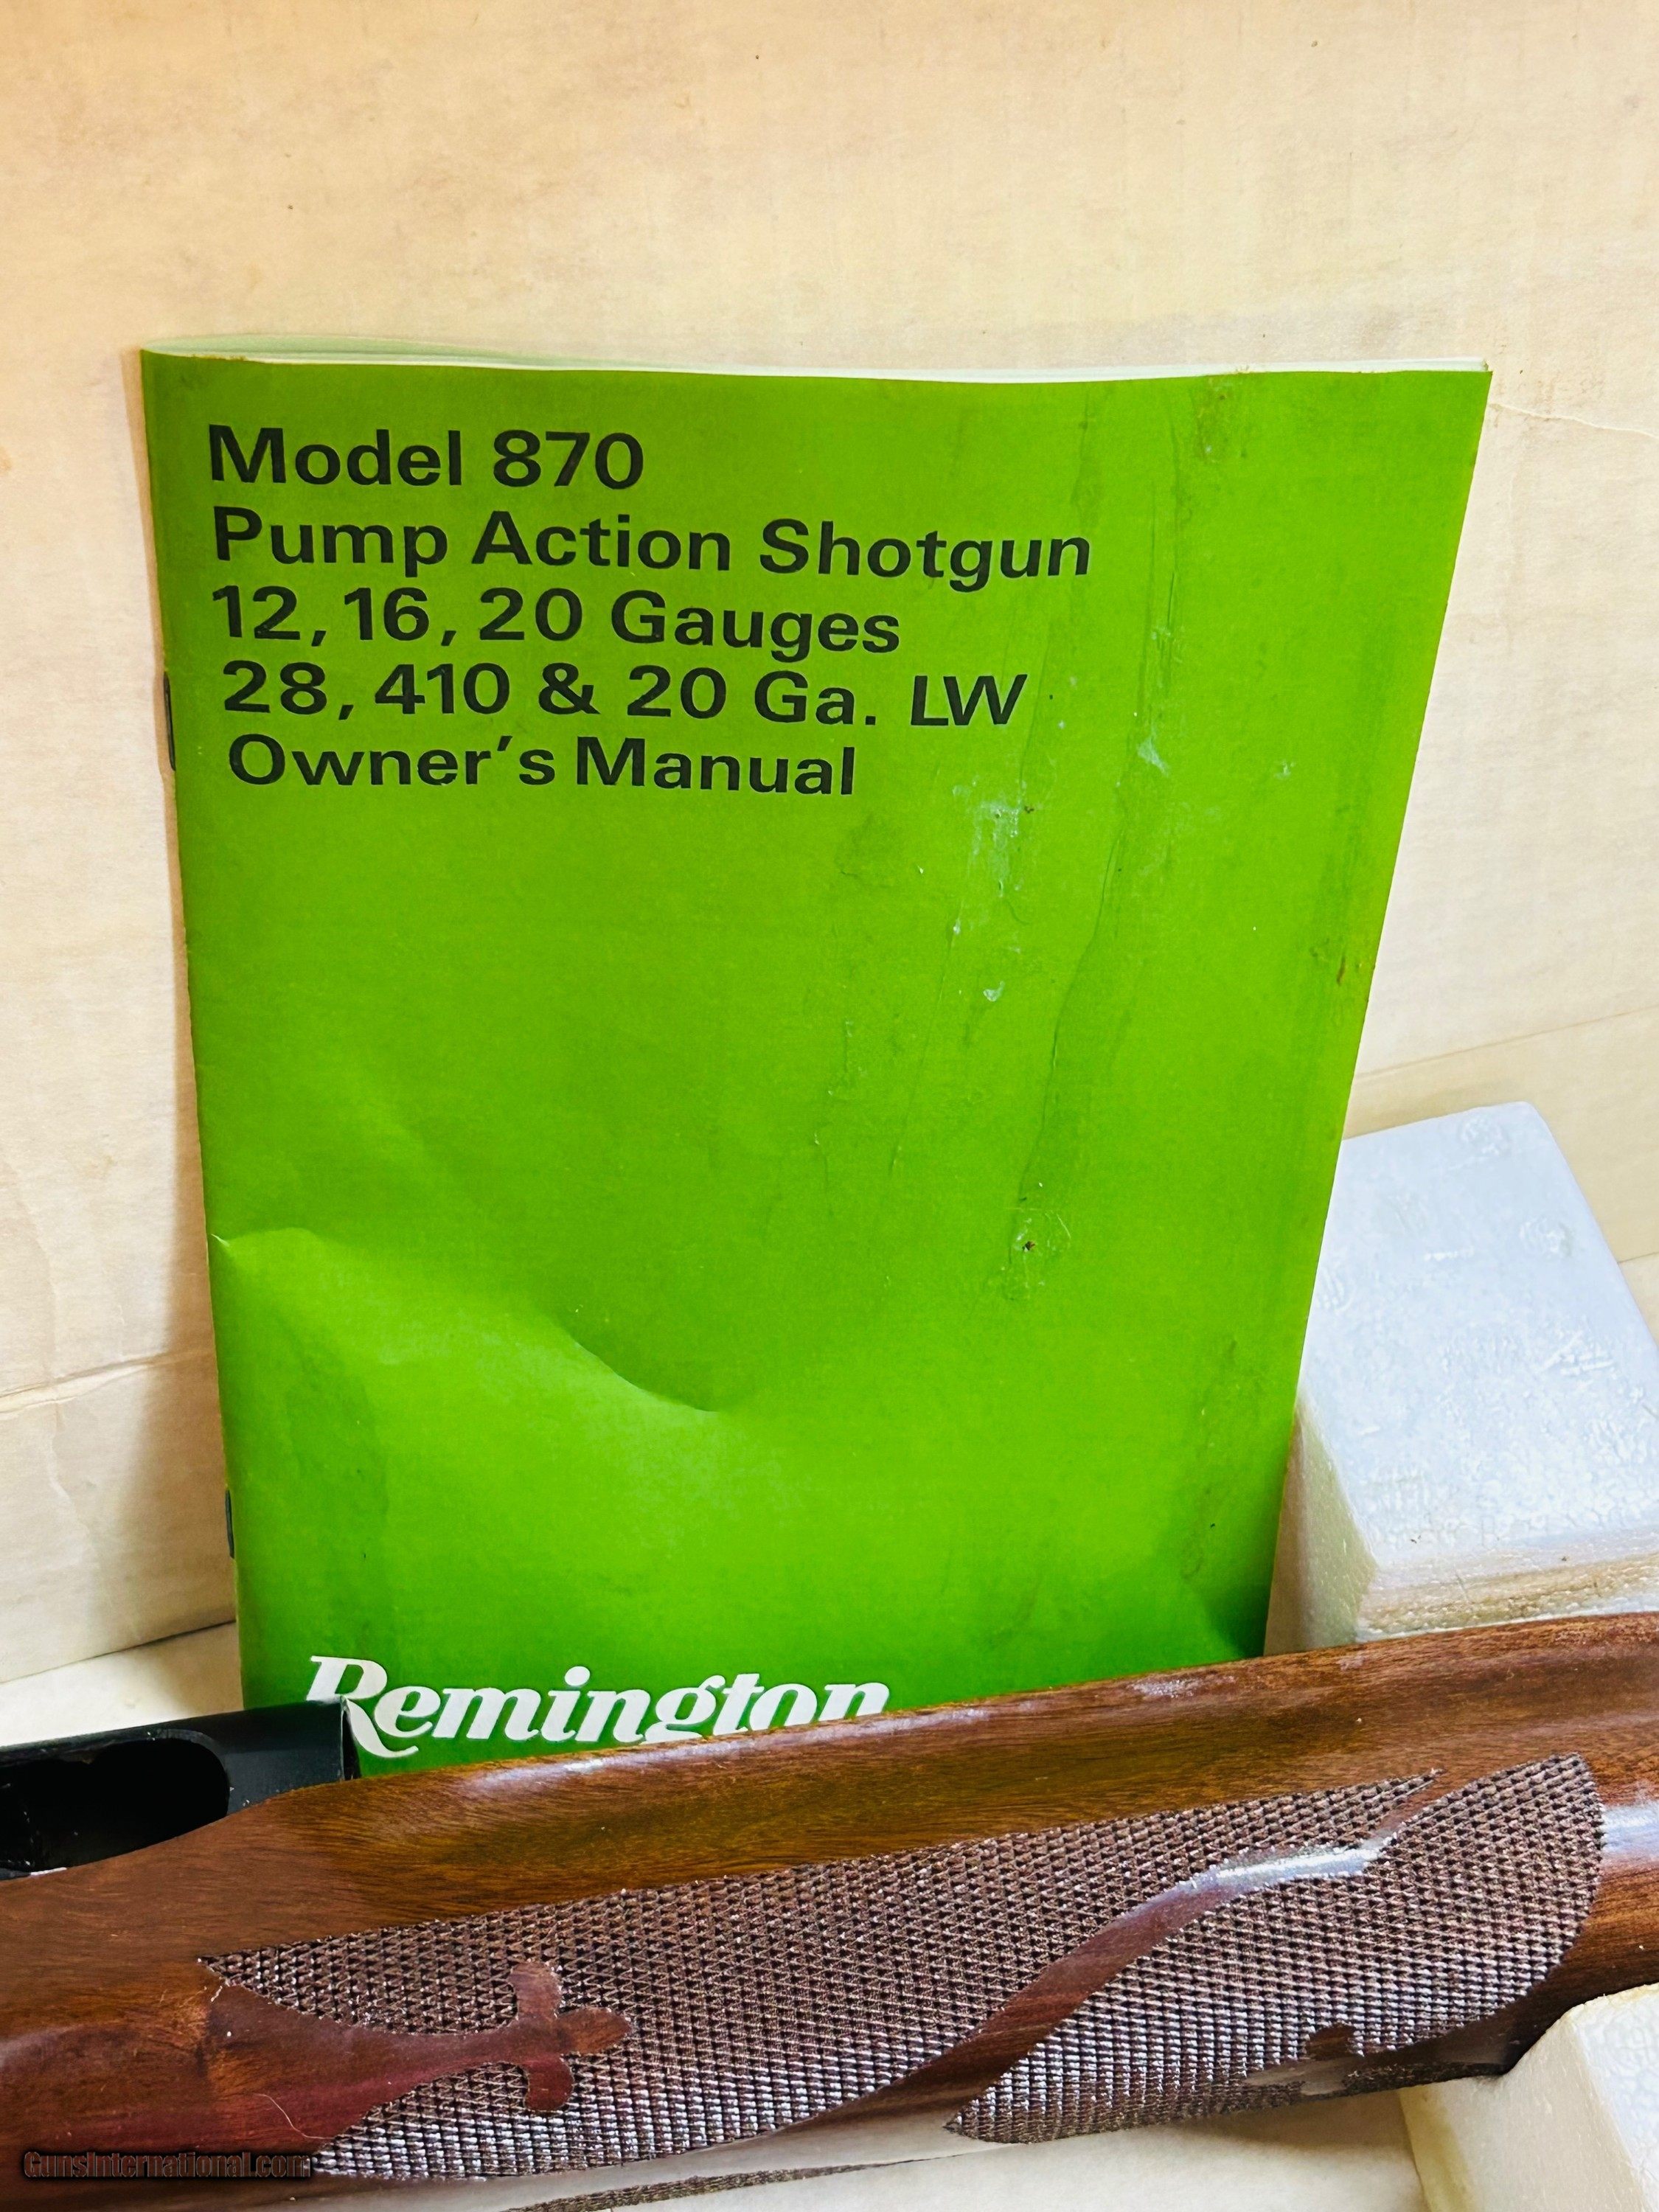 Model 870
Pump Action Shotgun
12, 16, 20 Gauges
28, 410 & 20 Ga. LW
Owner's Manual
Remington
GunsInternational.com